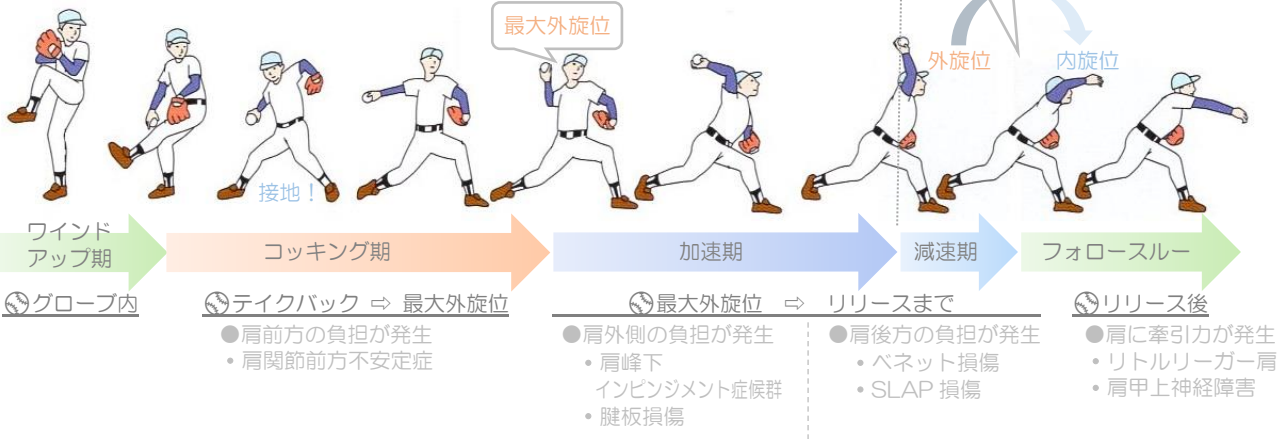 最大外旋位
外旋位
内旋位
接地！
ワインド
アップ期
コッキング期
加速期
減速期
フォロースルー
グローブ内
テイクバック ⇨ 最大外旋位
最大外旋位 ⇨ リリースまで
リリース後
●肩前方の負担が発生
・肩関節前方不安定症
●肩外側の負担が発生
・肩峰下
インピンジメント症候群
・腱板損傷
●肩後方の負担が発生
・ベネット損傷
・SLAP 損傷
●肩に牽引力が発生
・リトルリーガー肩
・肩甲上神経障害